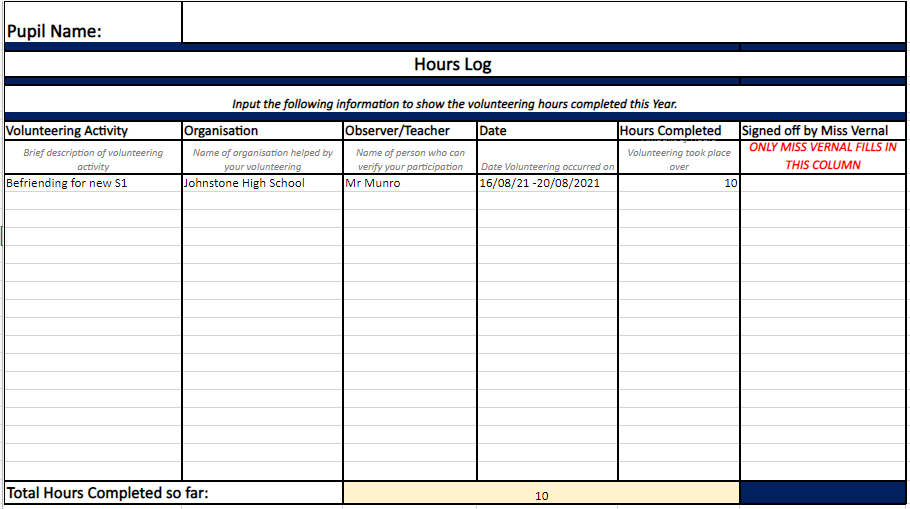 Pupil Name:
Hours Log
Input the following information to show the volunteering hours completed this Year.
Volunteering Activity Organisation Observer/Teacher Date Hours Completed Signed off by Miss Vernal
Brief description of volunteering activity
Name of organisation helped by your volunteering
Name of person who can verify your participation
Date Volunteering occurred on
Volunteering took place over
ONLY MISS VERNAL FILLS IN THIS COLUMN
Befriending for new S1 Johnstone High School Mr Munro 16/08/21 -20/08/2021 10
Total Hours Completed so far: 10